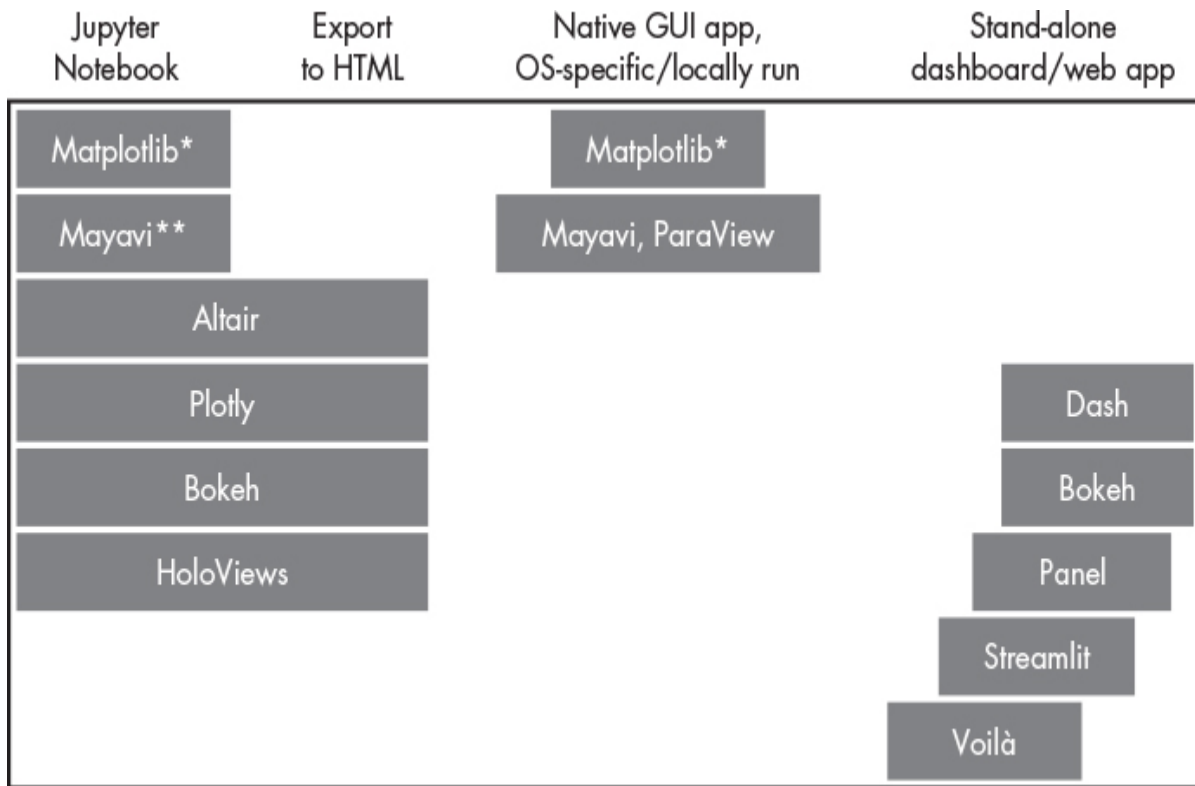 Jupyter
Notebook
Export
to HTML
Native GUI app,
OS-specific/locally run
Stand-alone
dashboard/web app
Matplotlib*
Matplotlib*
Mayavi**
Mayavi, ParaView
Altair
Plotly
Dash
Bokeh
Bokeh
HoloViews
Panel
Streamlit
Voilà